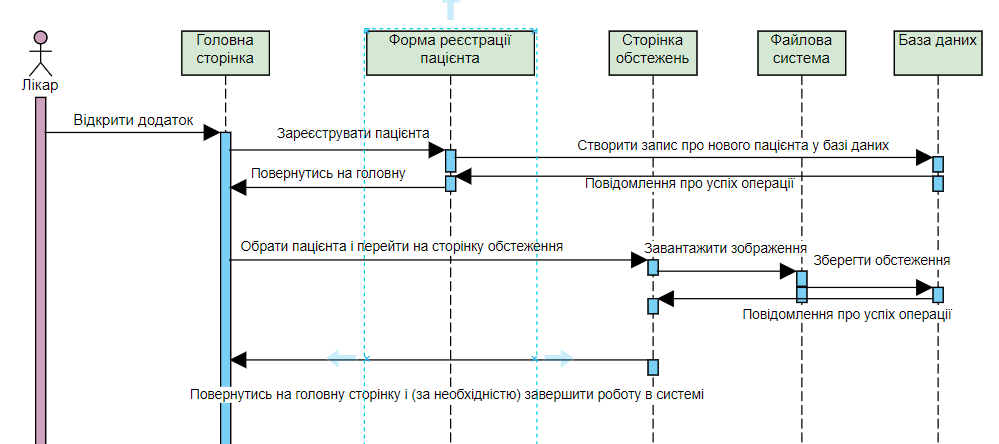 Лікар
Головна
сторінка
Форма реєстрації
пацієнта
Сторінка
обстежень
Файлова
система
База даних
Відкрити додаток
Зареєструвати пацієнта
Створити запис про нового пацієнта у базі даних
Повернутись на головну
Повідомлення про успіх операції
Обрати пацієнта і перейти на сторінку обстеження
Завантажити зображення
Зберегти обстеження
Повідомлення про успіх операції
Повернутись на головну сторінку і (за необхідністю) завершити роботу в системі